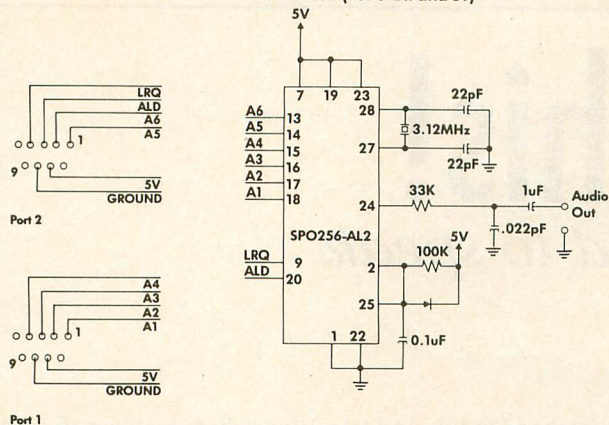 5V
7 19 23
28
22pF
3.12MHz
27
22pF
A6 13
A5 14
A4 15
A3 16
A2 17
A1 18
24
33K
1uF
Audio
Out
.022pF
SPO256-AL2
LRQ 9
ALD 20
2
100K
5V
25
0.1uF
1 22
LRQ
ALD
A6
A5
1
9
5V
GROUND
Port 2
A4
A3
A2
A1
1
9
5V
GROUND
Port 1